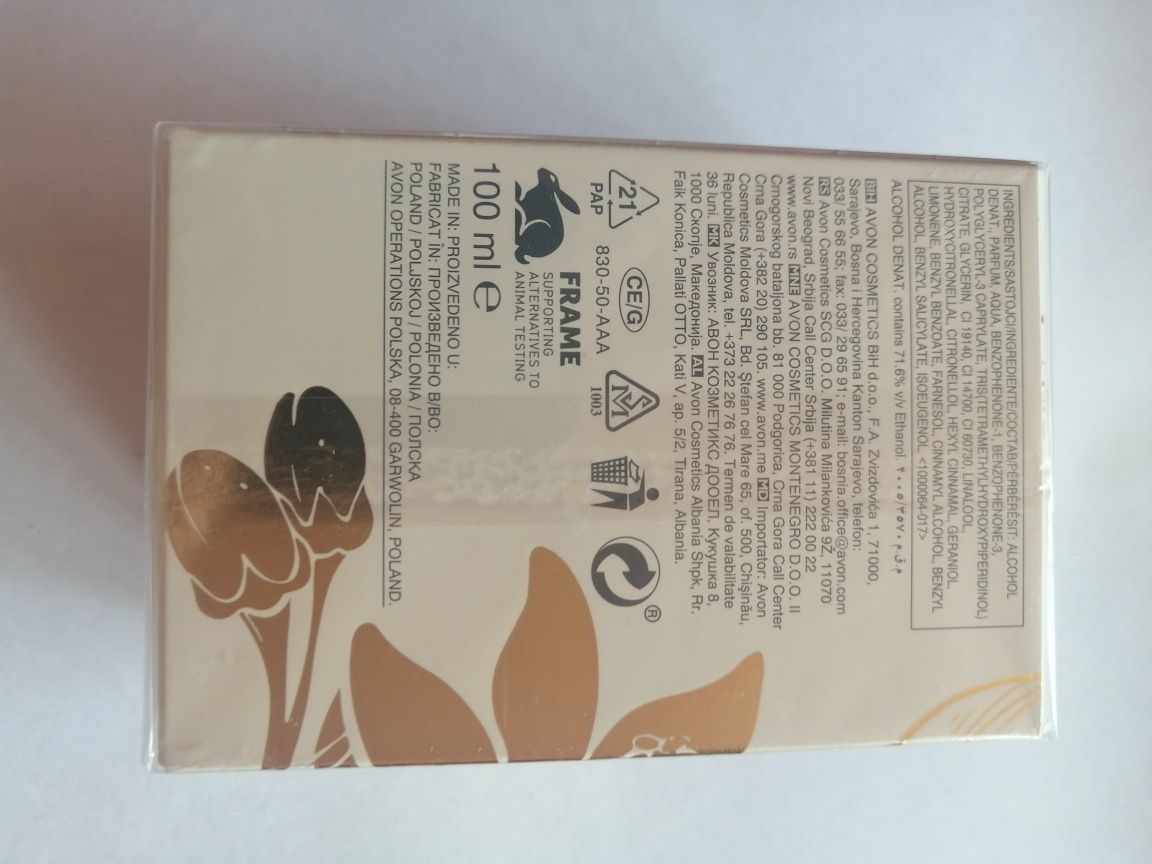 INGREDIENTS/SASTOJCI/INGREDIENTE/СОСТАВ/PËRBËRËSIT: ALCOHOL
DENAT., PARFUM, AQUA, BENZOPHENONE-1, BENZOPHENONE-3,
POLYGLYCERYL-3 CAPRYLATE, TRIS(TETRAMETHYLHYDROXYPIPERIDINOL)
CITRATE, GLYCERIN, CI 19140, CI 14700, CI 60730, LINALOOL,
HYDROXYCITRONELLAL, CITRONELLOL, HEXYL CINNAMAL, GERANIOL,
LIMONENE, BENZYL BENZOATE, FARNESOL, CINNAMYL ALCOHOL, BENZYL
ALCOHOL, BENZYL SALICYLATE, ISOEUGENOL. <1000064-017>
ALCOHOL DENAT. contains 71.6% v/v Ethanol. م.ق.م. ٢٠٠٥/٣٥٧٠
BIH AVON COSMETICS BiH d.o.o., F.A. Zvizdovića 1, 71000,
Sarajevo, Bosna i Hercegovina Kanton Sarajevo, telefon:
033/ 55 66 55; fax: 033/ 29 65 91; e-mail: bosnia.office@avon.com
RS Avon Cosmetics SCG D.O.O. Milutina Milankovića 9Ž, 11070
Novi Beograd, Srbija Call Center Srbija (+381 11) 222 00 22
www.avon.rs MNE AVON COSMETICS MONTENEGRO D.O.O. II
Crnogorskog bataljona bb. 81 000 Podgorica, Crna Gora Call Center
Crna Gora (+382 20) 290 105. www.avon.me MD Importator: Avon
Cosmetics Moldova SRL, Bd. Ştefan cel Mare 65, of. 500, Chişinău,
Republica Moldova, tel. +373 22 26 76 76. Termen de valabilitate
36 luni. MK Увозник: АВОН КОЗМЕТИКС ДООЕЛ, Кукушка 8,
1000 Скопје, Македонија. AL Avon Cosmetics Albania Shpk, Rr.
Faik Konica, Pallati OTTO, Kati V, ap. 5/2, Tirana, Albania.
21
PAP
CE/G
830-50-AAA
M
1003
®
FRAME
SUPPORTING
ALTERNATIVES TO
ANIMAL TESTING
100 ml e
MADE IN: PROIZVEDENO U:
FABRICAT ÎN: ПРОИЗВЕДЕНО В/ВО:
POLAND / POLJSKOJ / POLONIA / ПОЛСКА
AVON OPERATIONS POLSKA, 08-400 GARWOLIN, POLAND.